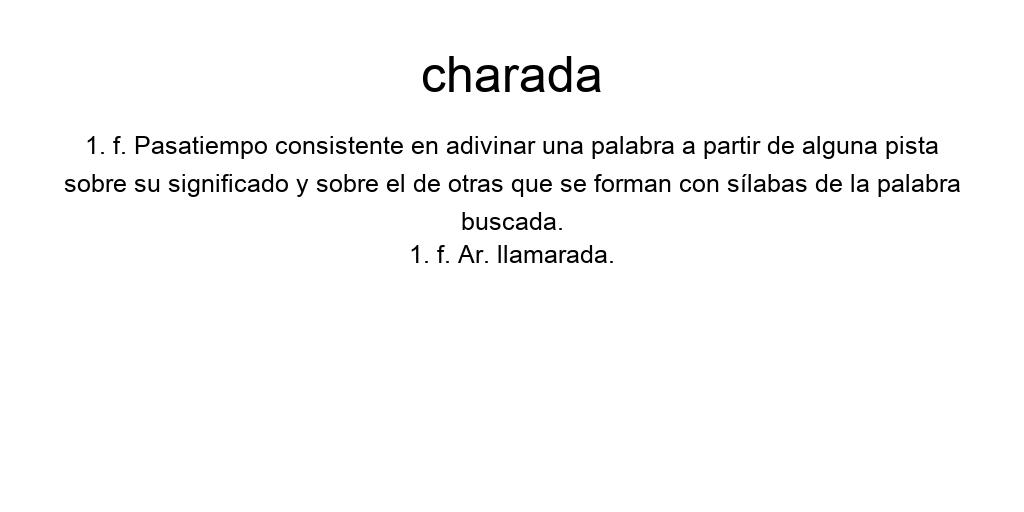 charada
1. f. Pasatiempo consistente en adivinar una palabra a partir de alguna pista
sobre su significado y sobre el de otras que se forman con sílabas de la palabra
buscada.
1. f. Ar. llamarada.